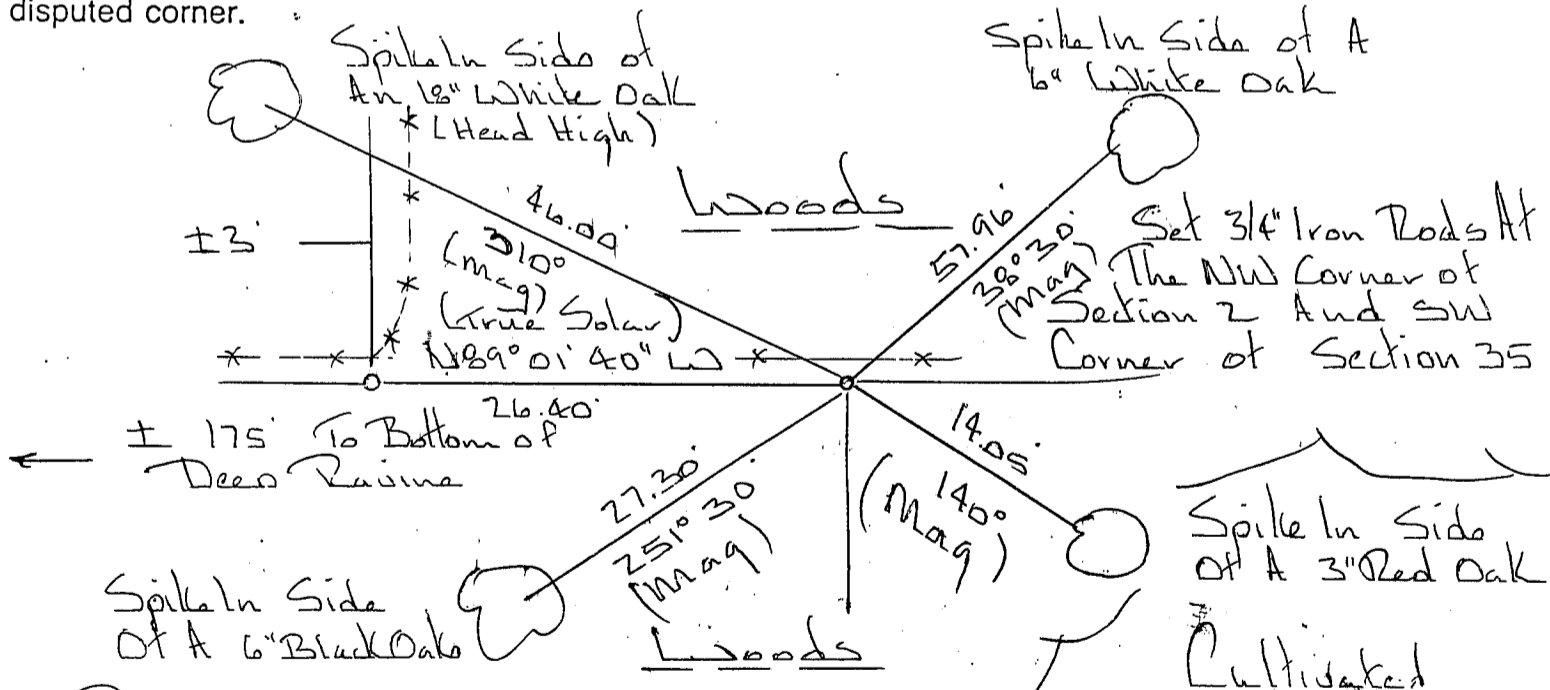 disputed corner.
Spike In Side of
An 18" White Oak
(Head High)
Spike In Side of A
6" White Oak
Woods
46.00'
310°
(Mag)
57.96'
38°30'
(Mag)
±3'
Set 3/4" Iron Rods At
The NW Corner of
Section 2 And SW
Corner of Section 35
(True Solar)
N89°01'40" W
26.40'
± 175' To Bottom of
Deep Ravine
27.30'
251°30'
(Mag)
14.05'
140°
(Mag)
Spike In Side
Of A 3" Red Oak
Spike In Side
Of A 6" Black Oak
Woods
Cultivated